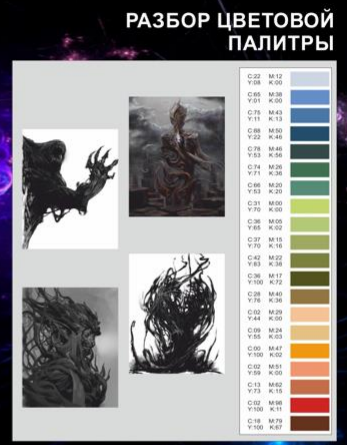 РАЗБОР ЦВЕТОВОЙ
ПАЛИТРЫ
C:22 M:12
Y:08 K:00
C:65 M:38
Y:01 K:00
C:75 M:43
Y:11 K:13
C:88 M:50
Y:22 K:46
C:78 M:46
Y:53 K:56
C:74 M:26
Y:71 K:38
C:66 M:20
Y:53 K:20
C:31 M:00
Y:70 K:00
C:36 M:05
Y:65 K:02
C:37 M:15
Y:70 K:16
C:42 M:22
Y:83 K:38
C:36 M:17
Y:100 K:72
C:28 M:40
Y:76 K:36
C:02 M:29
Y:44 K:00
C:09 M:24
Y:55 K:03
C:00 M:47
Y:100 K:02
C:02 M:51
Y:59 K:00
C:13 M:62
Y:73 K:15
C:02 M:98
Y:100 K:11
C:18 M:79
Y:100 K:67